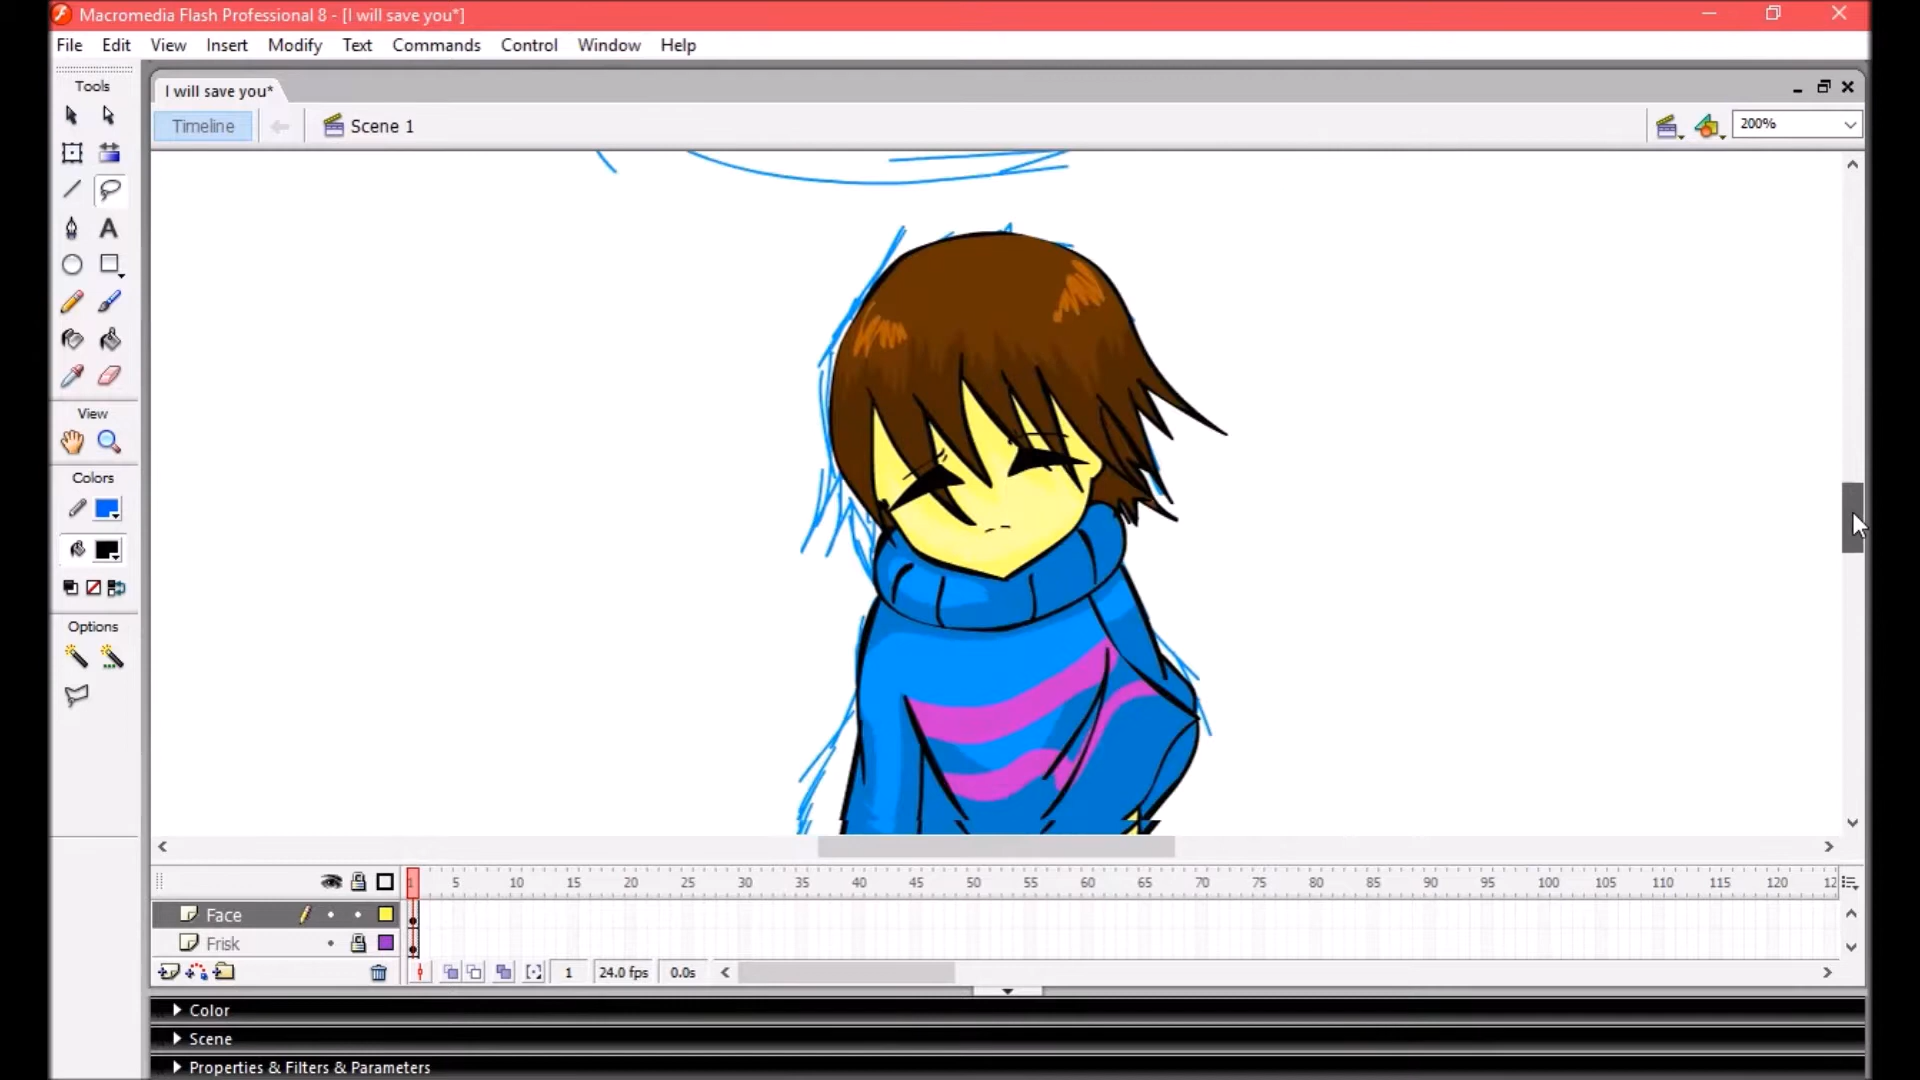 Macromedia Flash Professional 8 - [I will save you*]
File Edit View Insert Modify Text Commands Control Window Help
Tools
I will save you*
Timeline Scene 1 200%
A
View
Colors
Options
1 5 10 15 20 25 30 35 40 45 50 55 60 65 70 75 80 85 90 95 100 105 110 115 120 12
Face
Frisk
1 24.0 fps 0.0s
Color
Scene
Properties & Filters & Parameters